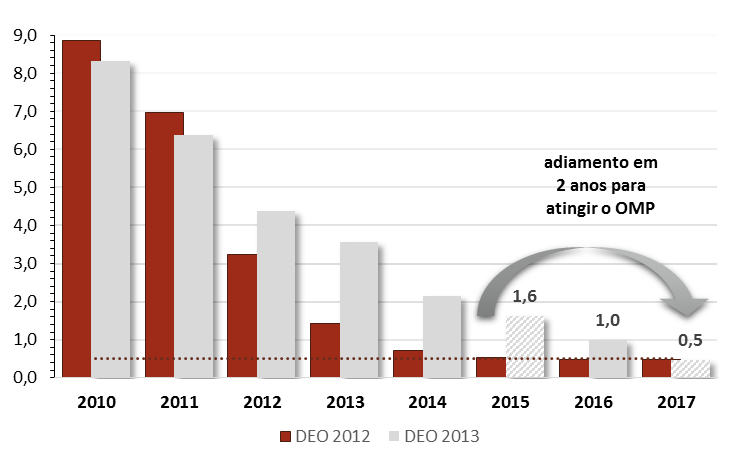 9,0
8,0
7,0
6,0
5,0
4,0
3,0
2,0
1,0
0,0
adiamento em
2 anos para
atingir o OMP
1,6
1,0
0,5
2010 2011 2012 2013 2014 2015 2016 2017
DEO 2012 DEO 2013